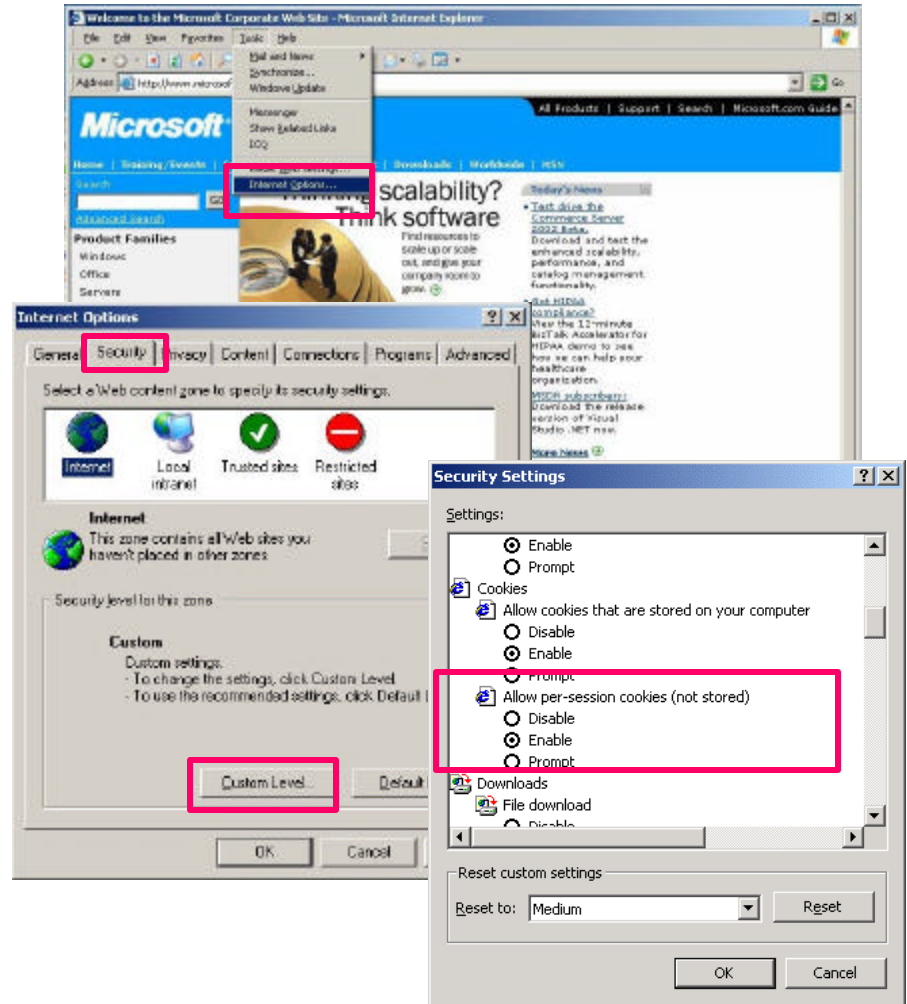 Welcome to the Microsoft Corporate Web Site - Microsoft Internet Explorer
File Edit View Favorites Tools Help
Mail and News
Synchronize...
Windows Update
Address http://www.microsof
Go
Messenger
Show Related Links
ICQ
Internet Options...
All Products | Support | Search | Microsoft.com Guide
Microsoft
Home | Training/Events |
| Downloads | Worldwide | MSN
Search
GO
Advanced Search
Product Families
Windows
Office
Servers
scalability?
Think software
Find resources to
scale up or scale
out, and give your
company room to
grow.
Today's News
Test drive the
Commerce Server
2002 Beta.
Download and test the
enhanced scalability,
performance, and
catalog management
functionality.
Got HIPAA
compliance?
View the 12-minute
BizTalk Accelerator for
HIPAA demo to see
how we can help your
healthcare
organization.
MSDN subscribers:
Download the release
version of Visual
Studio .NET now.
More News
Internet Options
General Security Privacy Content Connections Programs Advanced
Select a Web content zone to specify its security settings.
Internet
Local intranet
Trusted sites
Restricted sites
Internet
This zone contains all Web sites you
haven't placed in other zones
Security level for this zone
Custom
Custom settings.
- To change the settings, click Custom Level.
- To use the recommended settings, click Default
Custom Level...
Default
OK Cancel
Security Settings
Settings:
Enable
Prompt
Cookies
Allow cookies that are stored on your computer
Disable
Enable
Prompt
Allow per-session cookies (not stored)
Disable
Enable
Prompt
Downloads
File download
Disable
Reset custom settings
Reset to: Medium Reset
OK Cancel